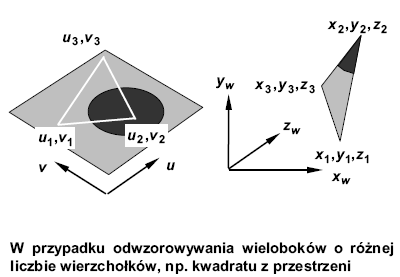 u3,v3
x2,y2,z2
yw
x3,y3,z3
zw
u1,v1
u2,v2
v
u
x1,y1,z1
xw
W przypadku odwzorowywania wieloboków o różnej
liczbie wierzchołków, np. kwadratu z przestrzeni